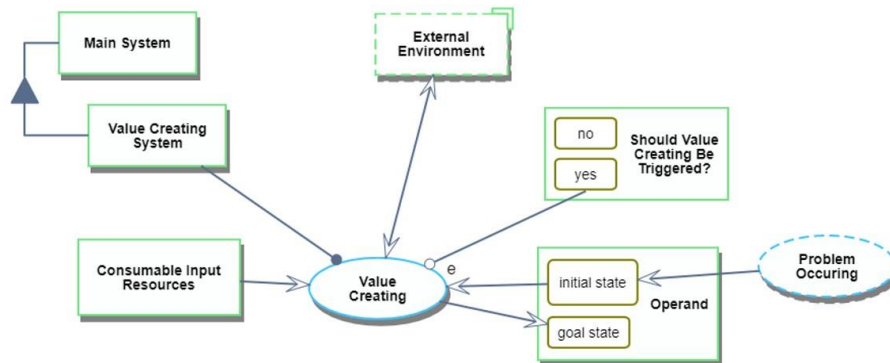 Main System
External
Environment
Value Creating
System
no
yes
Should Value
Creating Be
Triggered?
e
Consumable Input
Resources
Value
Creating
initial state
goal state
Operand
Problem
Occuring